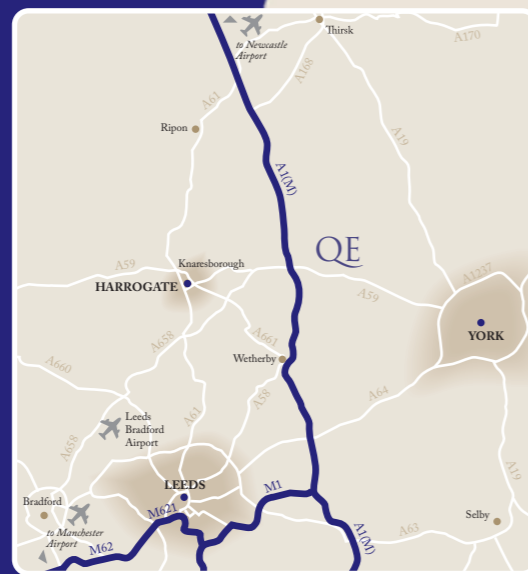 to Newcastle
Airport
Thirsk
A170
A61
A168
Ripon
A19
A1(M)
QE
A59
Knaresborough
HARROGATE
A59
A1237
YORK
A658
A661
Wetherby
A660
A58
A64
A61
Leeds
Bradford
Airport
A658
LEEDS
A19
M1
Bradford
M621
Selby
to Manchester
Airport
M62
A1(M)
A63